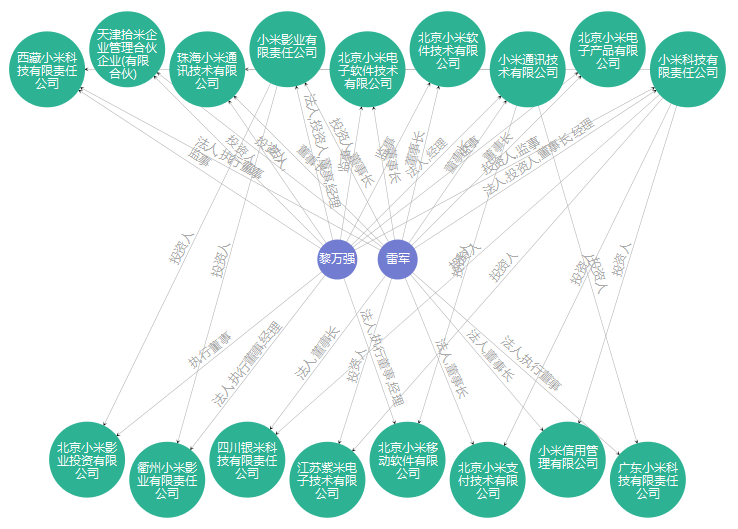 西藏小米科
技有限责任
公司
天津拾米企
业管理合伙
企业(有限
合伙)
珠海小米通
讯技术有限
公司
小米影业有
限责任公司
北京小米电
子软件技术
有限公司
北京小米软
件技术有限
公司
小米通讯技
术有限公司
北京小米电
子产品有限
公司
小米科技有
限责任公司
法人,执行董事
监事
投资人
投资人
董事长
法人,投资人,董事,经理
投资人,董事长
监事
董事长
监事
董事长
法人,经理
董事长
董事长
投资人,监事
法人,投资人,董事长,经理
黎万强
雷军
投资人
投资人
投资人
投资人
投资人
投资人
投资人
投资人
执行董事
法人,执行董事,经理
法人,董事长
投资人
法人,执行董事,经理
法人,董事长
法人,董事长
法人,执行董事
北京小米影
业投资有限
公司
衢州小米影
业有限责任
公司
四川银米科
技有限责任
公司
江苏紫米电
子技术有限
公司
北京小米移
动软件有限
公司
北京小米支
付技术有限
公司
小米信用管
理有限公司
广东小米科
技有限责任
公司